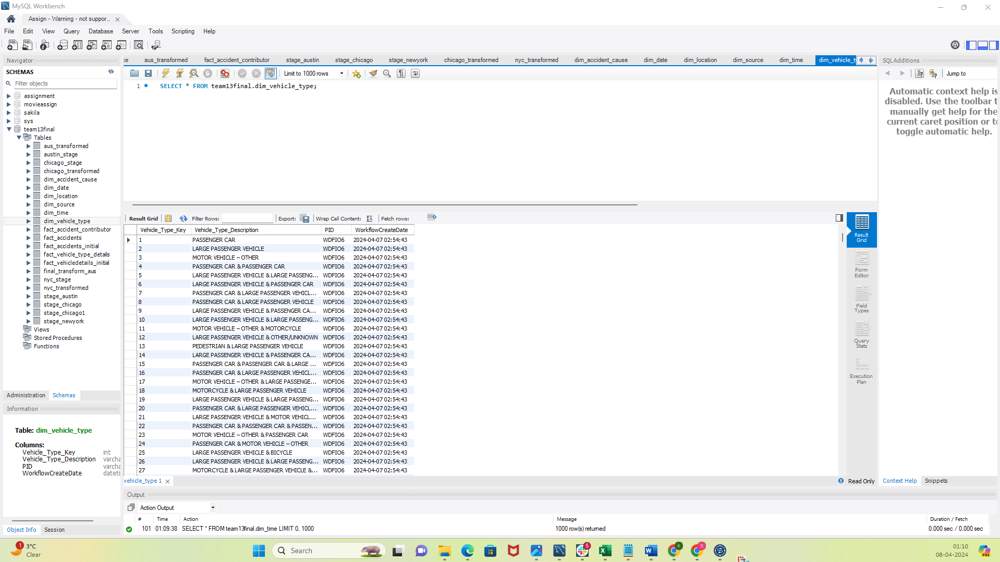 MySQL Workbench
Assign - Warning - not suppor...
File Edit View Query Database Server Tools Scripting Help
Navigator
SCHEMAS
Filter objects
assignment
movieassign
sakila
sys
team13final
Tables
aus_transformed
austin_stage
chicago_stage
chicago_transformed
dim_accident_cause
dim_date
dim_location
dim_source
dim_time
dim_vehicle_type
fact_accident_contributor
fact_accidents
fact_accidents_initial
fact_vehicle_type_details
fact_vehicledetails_initial
final_transform_aus
nyc_stage
nyc_transformed
stage_austin
stage_chicago
stage_chicago1
stage_newyork
Views
Stored Procedures
Functions
Administration Schemas
Information
Table: dim_vehicle_type
Columns:
Vehicle_Type_Key int
Vehicle_Type_Description varcha
PID varcha
WorkflowCreateDate dateti
Object Info Session
ce aus_transformed fact_accident_contributor stage_austin stage_chicago stage_newyork chicago_transformed nyc_transformed dim_accident_cause dim_date dim_location dim_source dim_time dim_vehicle_ty
Limit to 1000 rows
1 SELECT * FROM team13final.dim_vehicle_type;
Result Grid Filter Rows: Export: Wrap Cell Content: Fetch rows:
Vehicle_Type_Key Vehicle_Type_Description PID WorkflowCreateDate
1 PASSENGER CAR WDFIO6 2024-04-07 02:54:43
2 LARGE PASSENGER VEHICLE WDFIO6 2024-04-07 02:54:43
3 MOTOR VEHICLE – OTHER WDFIO6 2024-04-07 02:54:43
4 PASSENGER CAR & PASSENGER CAR WDFIO6 2024-04-07 02:54:43
5 LARGE PASSENGER VEHICLE & LARGE PASSENG... WDFIO6 2024-04-07 02:54:43
6 LARGE PASSENGER VEHICLE & PASSENGER CAR WDFIO6 2024-04-07 02:54:43
7 PASSENGER CAR & LARGE PASSENGER VEHICL... WDFIO6 2024-04-07 02:54:43
8 PASSENGER CAR & LARGE PASSENGER VEHICLE WDFIO6 2024-04-07 02:54:43
9 LARGE PASSENGER VEHICLE & PASSENGER CA... WDFIO6 2024-04-07 02:54:43
10 LARGE PASSENGER VEHICLE & LARGE PASSENG... WDFIO6 2024-04-07 02:54:43
11 MOTOR VEHICLE – OTHER & MOTORCYCLE WDFIO6 2024-04-07 02:54:43
12 LARGE PASSENGER VEHICLE & OTHER/UNKNOWN WDFIO6 2024-04-07 02:54:43
13 PEDESTRIAN & LARGE PASSENGER VEHICLE WDFIO6 2024-04-07 02:54:43
14 LARGE PASSENGER VEHICLE & PASSENGER CA... WDFIO6 2024-04-07 02:54:43
15 PASSENGER CAR & PASSENGER CAR & LARGE ... WDFIO6 2024-04-07 02:54:43
16 PASSENGER CAR & LARGE PASSENGER VEHICL... WDFIO6 2024-04-07 02:54:43
17 MOTOR VEHICLE – OTHER & LARGE PASSENGE... WDFIO6 2024-04-07 02:54:43
18 MOTORCYCLE & LARGE PASSENGER VEHICLE WDFIO6 2024-04-07 02:54:43
19 LARGE PASSENGER VEHICLE & LARGE PASSENG... WDFIO6 2024-04-07 02:54:43
20 PASSENGER CAR & LARGE PASSENGER VEHICL... WDFIO6 2024-04-07 02:54:43
21 LARGE PASSENGER VEHICLE & MOTOR VEHICL... WDFIO6 2024-04-07 02:54:43
22 PASSENGER CAR & PASSENGER CAR & PASSEN... WDFIO6 2024-04-07 02:54:43
23 MOTOR VEHICLE – OTHER & PASSENGER CAR WDFIO6 2024-04-07 02:54:43
24 PASSENGER CAR & MOTOR VEHICLE – OTHER WDFIO6 2024-04-07 02:54:43
25 LARGE PASSENGER VEHICLE & BICYCLE WDFIO6 2024-04-07 02:54:43
26 LARGE PASSENGER VEHICLE & LARGE PASSENG... WDFIO6 2024-04-07 02:54:43
27 MOTORCYCLE & LARGE PASSENGER VEHICLE &... WDFIO6 2024-04-07 02:54:43
Result
Grid
Form
Editor
Field
Types
Query
Stats
Execution
Plan
vehicle_type 1
Read Only
SQLAdditions
Jump to
Automatic context help is
disabled. Use the toolbar t
manually get help for the
current caret position or to
toggle automatic help.
Context Help Snippets
Output
Action Output
# Time Action Message Duration / Fetch
101 01:09:38 SELECT * FROM team13final.dim_time LIMIT 0, 1000 1000 row(s) returned 0.000 sec / 0.000 sec
1
3°C
Clear
Search
5
c
S
01:10
08-04-2024
PRE